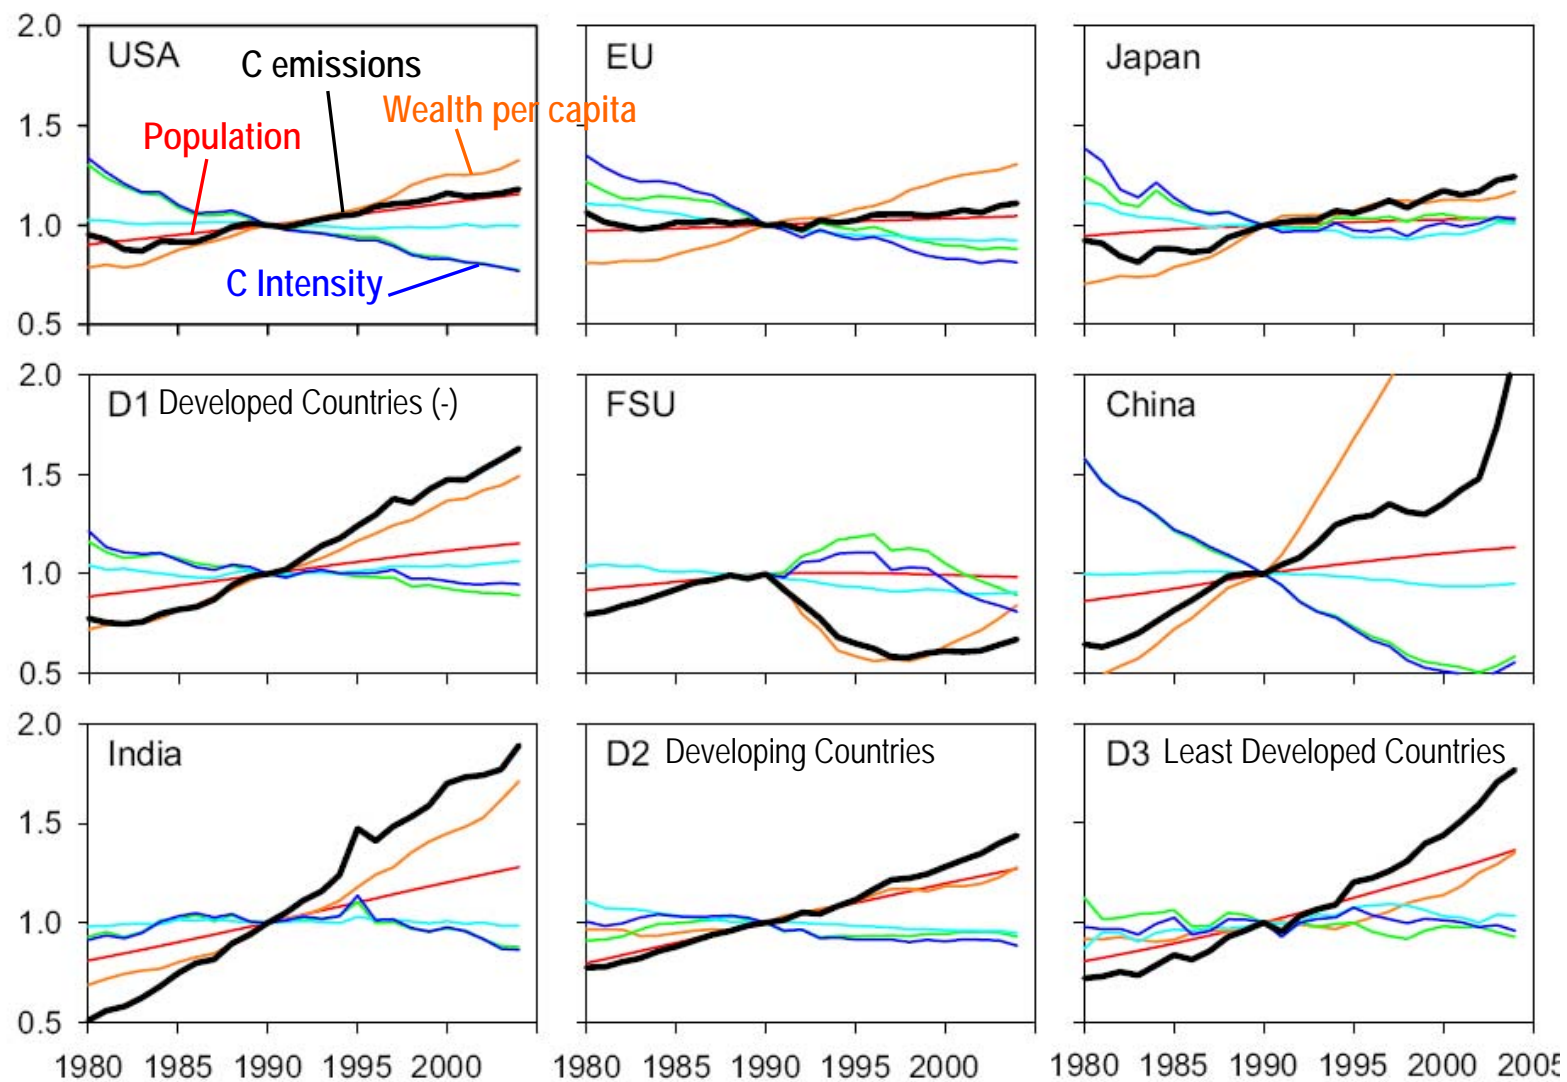 2.0
1.5
1.0
0.5
USA
C emissions
Wealth per capita
Population
C Intensity
EU
Japan
2.0
1.5
1.0
0.5
D1 Developed Countries (-)
FSU
China
2.0
1.5
1.0
0.5
India
D2 Developing Countries
D3 Least Developed Countries
1980 1985 1990 1995 2000
1980 1985 1990 1995 2000
1980 1985 1990 1995 2000 2005